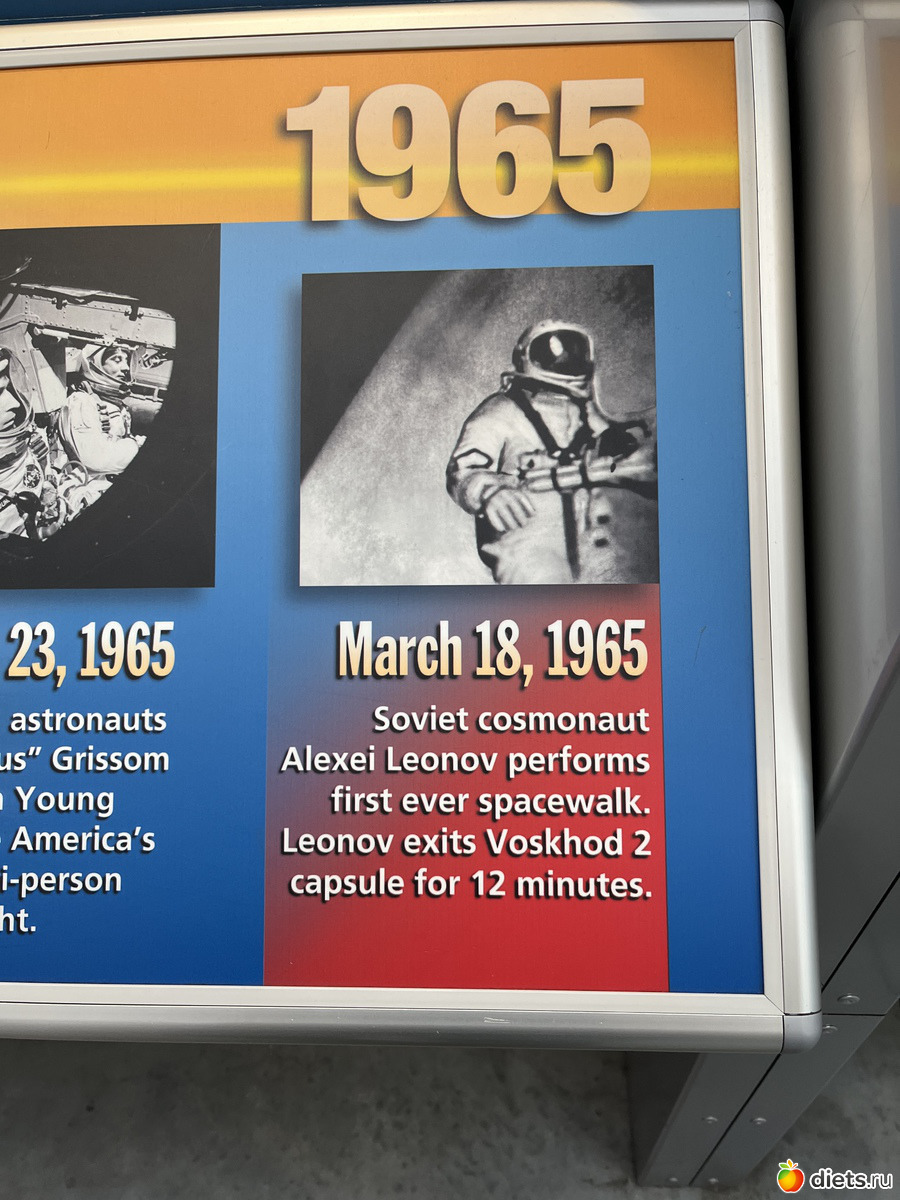 1965
23, 1965
astronauts
us” Grissom
Young
America’s
i-person
ht.
March 18, 1965
Soviet cosmonaut
Alexei Leonov performs
first ever spacewalk.
Leonov exits Voskhod 2
capsule for 12 minutes.
diets.ru